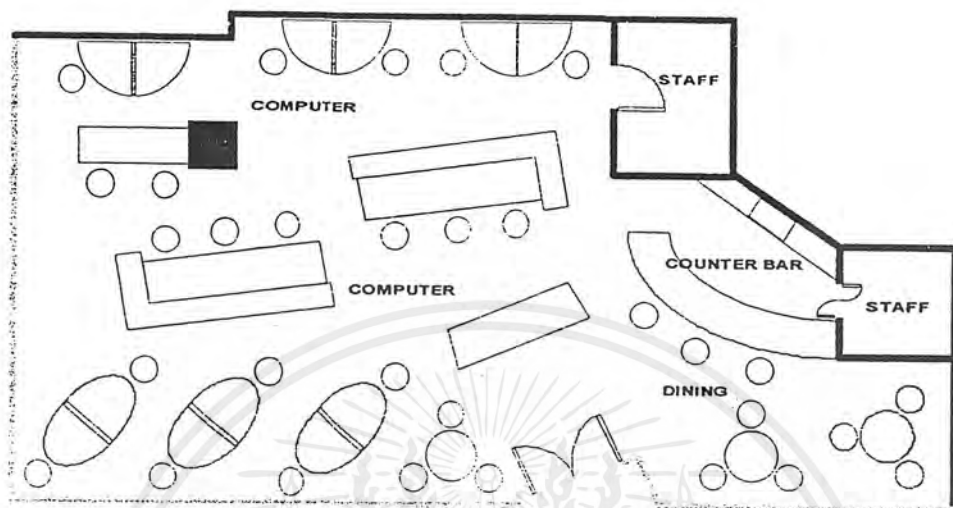 STAFF
COMPUTER
COUNTER BAR
STAFF
COMPUTER
DINING